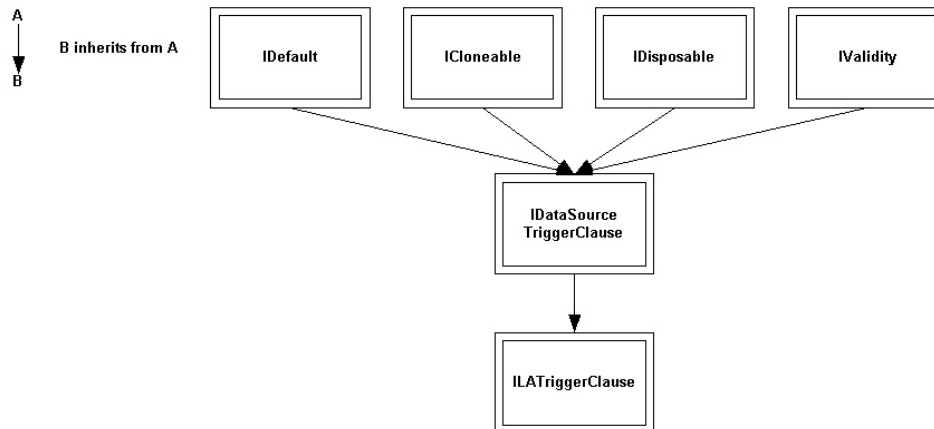 A
B inherits from A
B
IDefault
ICloneable
IDisposable
IValidity
IDataSource
TriggerClause
ILATriggerClause